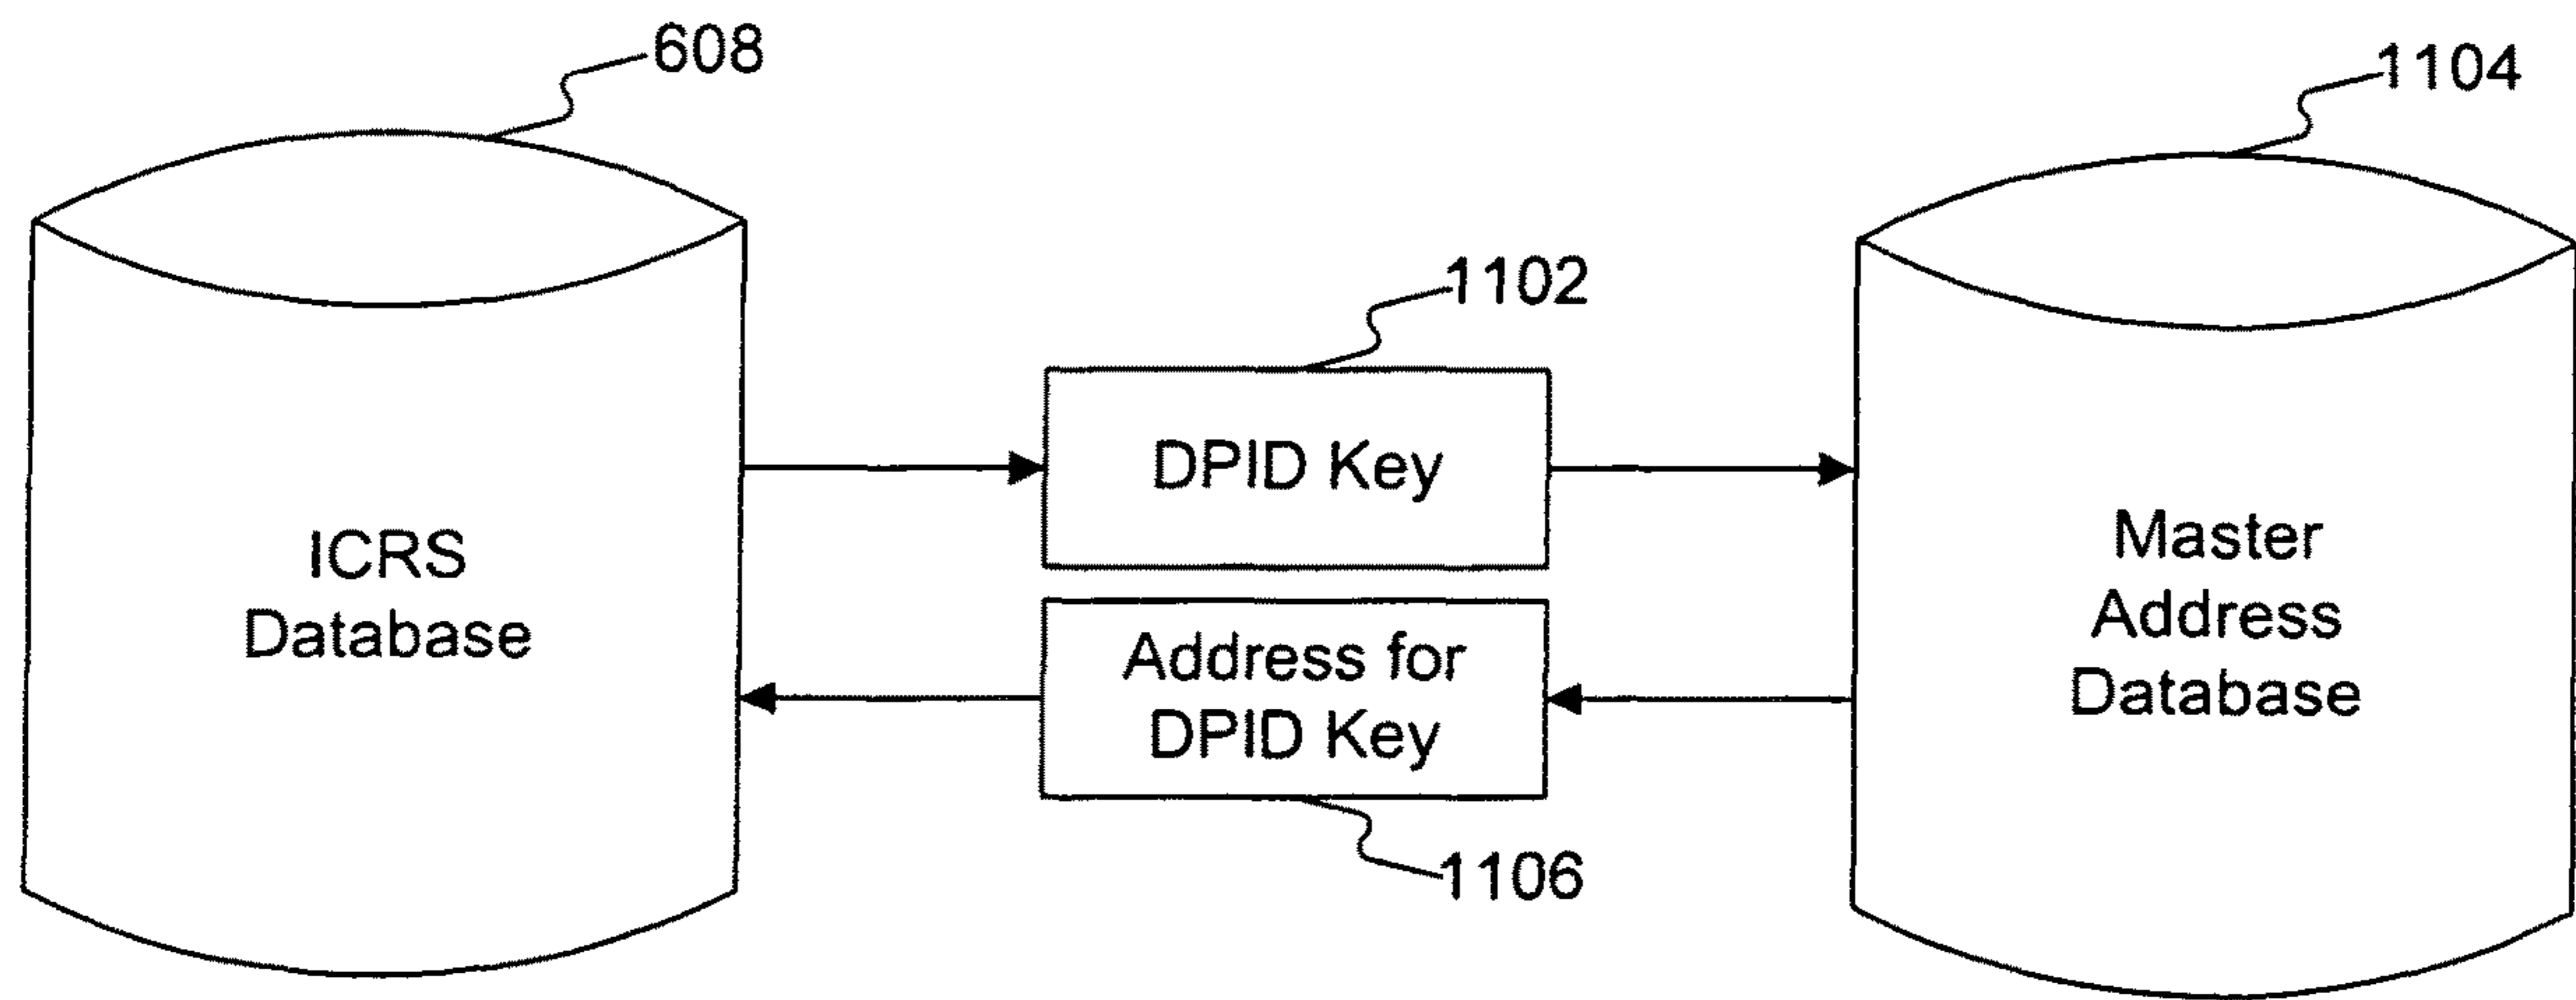 608
1104
1102
DPID Key
ICRS
Database
Master
Address
Database
Address for
DPID Key
1106